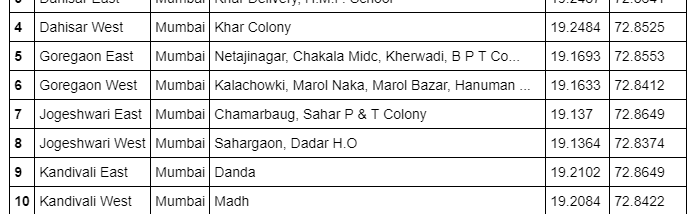 4 Dahisar West Mumbai Khar Colony 19.2484 72.8525
5 Goregaon East Mumbai Netajinagar, Chakala Midc, Kherwadi, B P T Co... 19.1693 72.8553
6 Goregaon West Mumbai Kalachowki, Marol Naka, Marol Bazar, Hanuman ... 19.1633 72.8412
7 Jogeshwari East Mumbai Chamarbaug, Sahar P & T Colony 19.137 72.8649
8 Jogeshwari West Mumbai Sahargaon, Dadar H.O 19.1364 72.8374
9 Kandivali East Mumbai Danda 19.2102 72.8649
10 Kandivali West Mumbai Madh 19.2084 72.8422